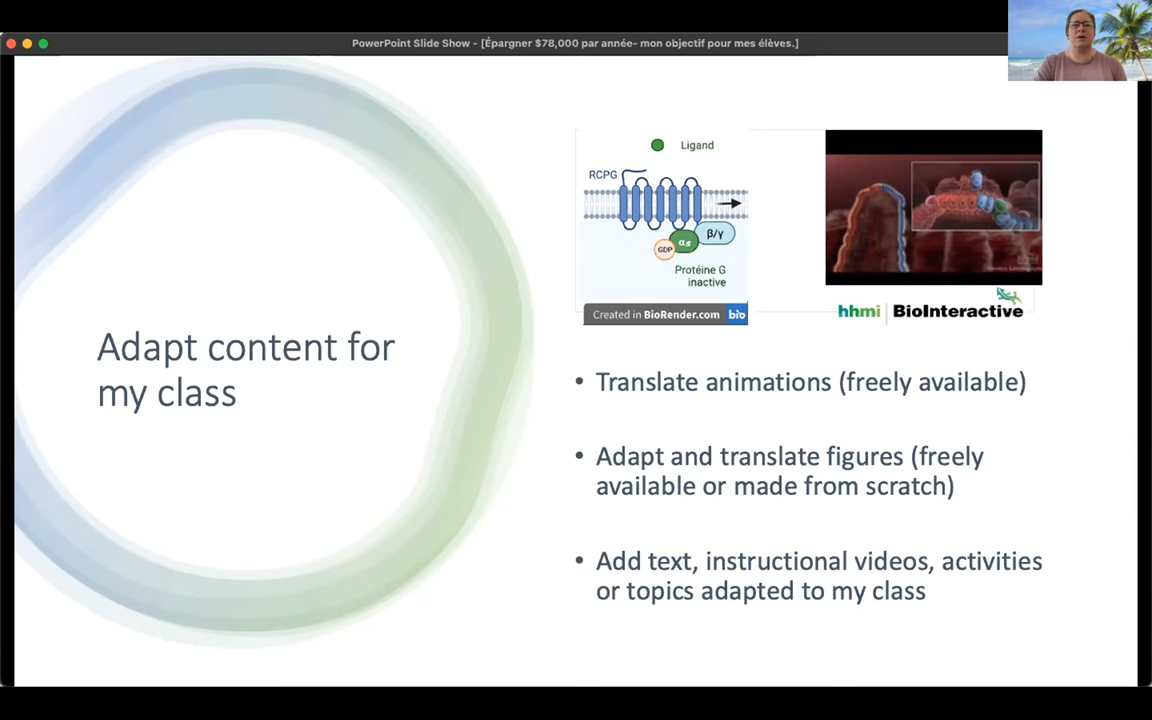 PowerPoint Slide Show - [Épargner $78,000 par année- mon objectif pour mes élèves.]
Adapt content for
my class
Ligand
RCPG
β/γ
αs
GDP
Protéine G
inactive
Created in BioRender.com bio
hhmi BioInteractive
• Translate animations (freely available)
• Adapt and translate figures (freely
available or made from scratch)
• Add text, instructional videos, activities
or topics adapted to my class